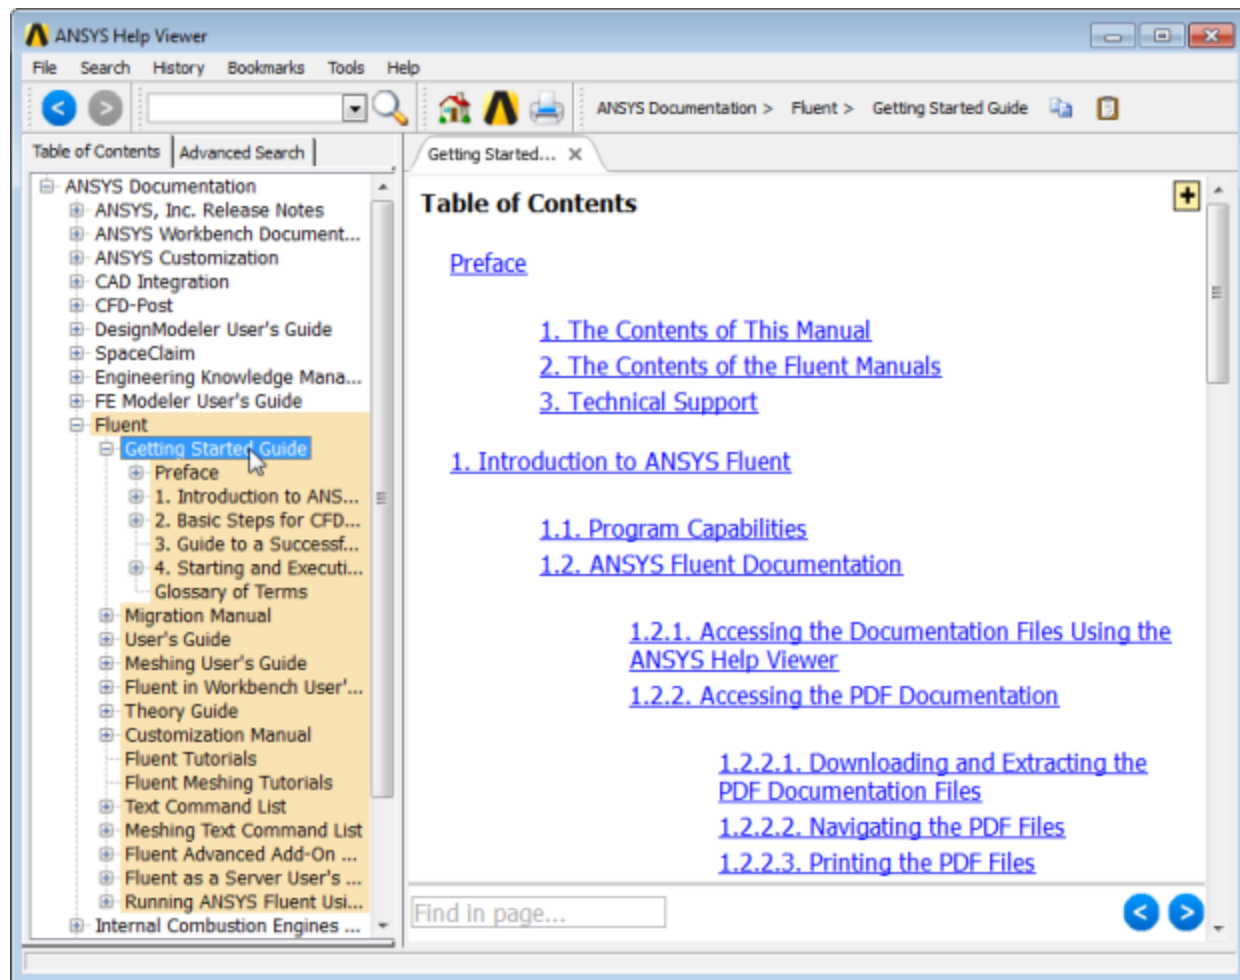 ANSYS Help Viewer
File Search History Bookmarks Tools Help
ANSYS Documentation > Fluent > Getting Started Guide
Table of Contents Advanced Search
ANSYS Documentation
ANSYS, Inc. Release Notes
ANSYS Workbench Document...
ANSYS Customization
CAD Integration
CFD-Post
DesignModeler User's Guide
SpaceClaim
Engineering Knowledge Mana...
FE Modeler User's Guide
Fluent
Getting Started Guide
Preface
1. Introduction to ANS...
2. Basic Steps for CFD...
3. Guide to a Successf...
4. Starting and Executi...
Glossary of Terms
Migration Manual
User's Guide
Meshing User's Guide
Fluent in Workbench User'...
Theory Guide
Customization Manual
Fluent Tutorials
Fluent Meshing Tutorials
Text Command List
Meshing Text Command List
Fluent Advanced Add-On ...
Fluent as a Server User's ...
Running ANSYS Fluent Usi...
Internal Combustion Engines ...
Getting Started...
Table of Contents
Preface
1. The Contents of This Manual
2. The Contents of the Fluent Manuals
3. Technical Support
1. Introduction to ANSYS Fluent
1.1. Program Capabilities
1.2. ANSYS Fluent Documentation
1.2.1. Accessing the Documentation Files Using the
ANSYS Help Viewer
1.2.2. Accessing the PDF Documentation
1.2.2.1. Downloading and Extracting the
PDF Documentation Files
1.2.2.2. Navigating the PDF Files
1.2.2.3. Printing the PDF Files
Find in page...